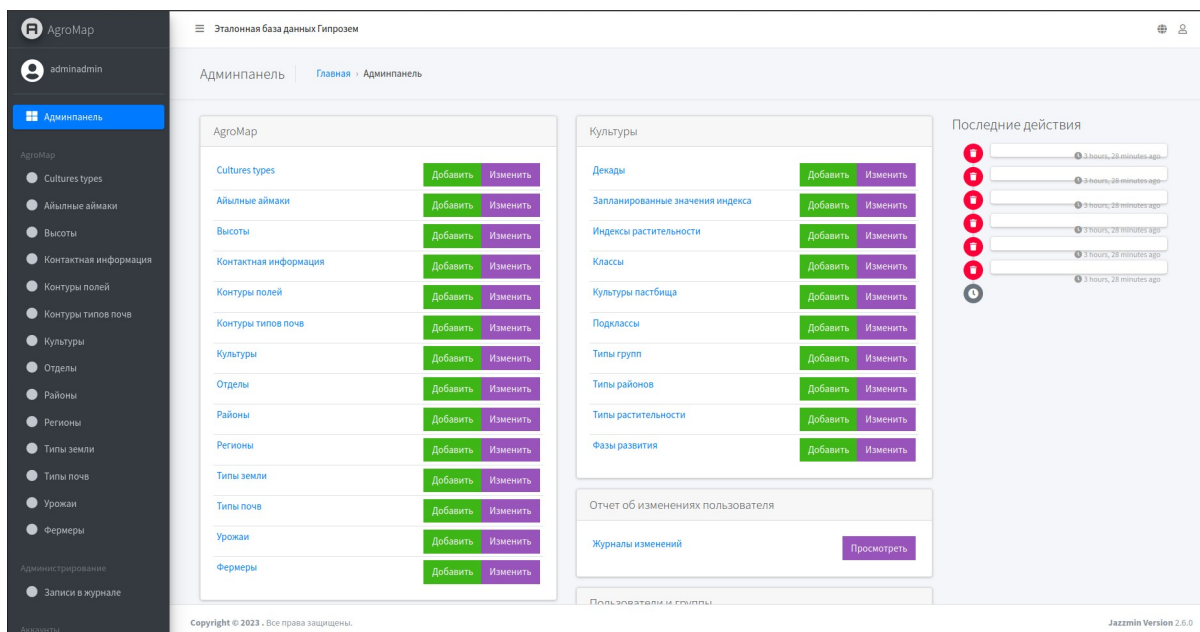 AgroMap
Эталонная база данных Гипрозем
adminadmin
Админпанель
Главная › Админпанель
Админпанель
AgroMap
Cultures types
Айылные аймаки
Высоты
Контактная информация
Контуры полей
Контуры типов почв
Культуры
Отделы
Районы
Регионы
Типы земли
Типы почв
Урожаи
Фермеры
Администрирование
Записи в журнале
Аккаунты
AgroMap
Cultures types Добавить Изменить
Айылные аймаки Добавить Изменить
Высоты Добавить Изменить
Контактная информация Добавить Изменить
Контуры полей Добавить Изменить
Контуры типов почв Добавить Изменить
Культуры Добавить Изменить
Отделы Добавить Изменить
Районы Добавить Изменить
Регионы Добавить Изменить
Типы земли Добавить Изменить
Типы почв Добавить Изменить
Урожаи Добавить Изменить
Фермеры Добавить Изменить
Культуры
Декады Добавить Изменить
Запланированные значения индекса Добавить Изменить
Индексы растительности Добавить Изменить
Классы Добавить Изменить
Культуры пастбища Добавить Изменить
Подклассы Добавить Изменить
Типы групп Добавить Изменить
Типы районов Добавить Изменить
Типы растительности Добавить Изменить
Фазы развития Добавить Изменить
Отчет об изменениях пользователя
Журналы изменений Просмотреть
Пользователи и группы
Последние действия
3 hours, 28 minutes ago
3 hours, 28 minutes ago
3 hours, 28 minutes ago
3 hours, 28 minutes ago
3 hours, 28 minutes ago
3 hours, 28 minutes ago
Copyright © 2023 . Все права защищены.
Jazzmin Version 2.6.0